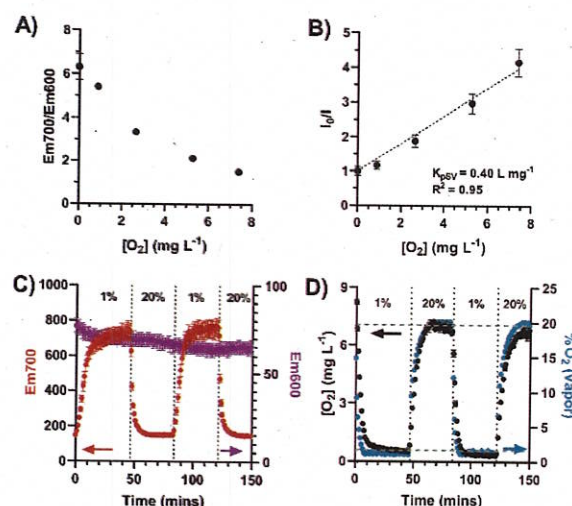 A)
Em700/Em600
8
6
4
2
0
0 2 4 6 8
[O2] (mg L-1)
B)
I0/I
5
4
3
2
1
0
0 2 4 6 8
KpSV = 0.40 L mg-1
R2 = 0.95
[O2] (mg L-1)
C)
Em700
1000
800
600
400
200
0
1% 20% 1% 20%
100
50
0
Em600
0 50 100 150
Time (mins)
D)
[O2] (mg L-1)
9
6
3
0
1% 20% 1% 20%
25
20
15
10
5
0
%O2 (Vapor)
0 50 100 150
Time (mins)